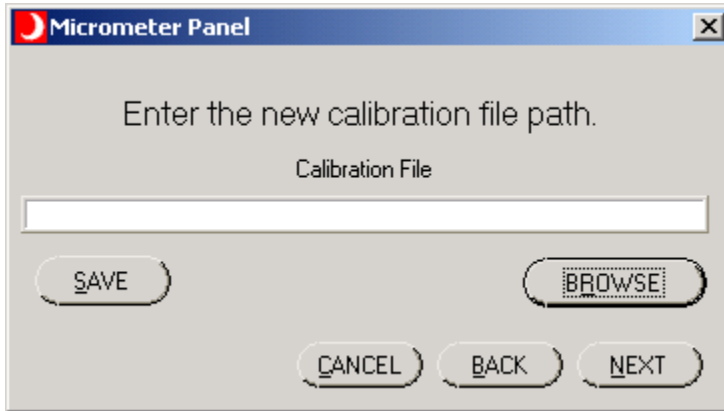 Micrometer Panel
Enter the new calibration file path.
Calibration File
SAVE BROWSE
CANCEL BACK NEXT